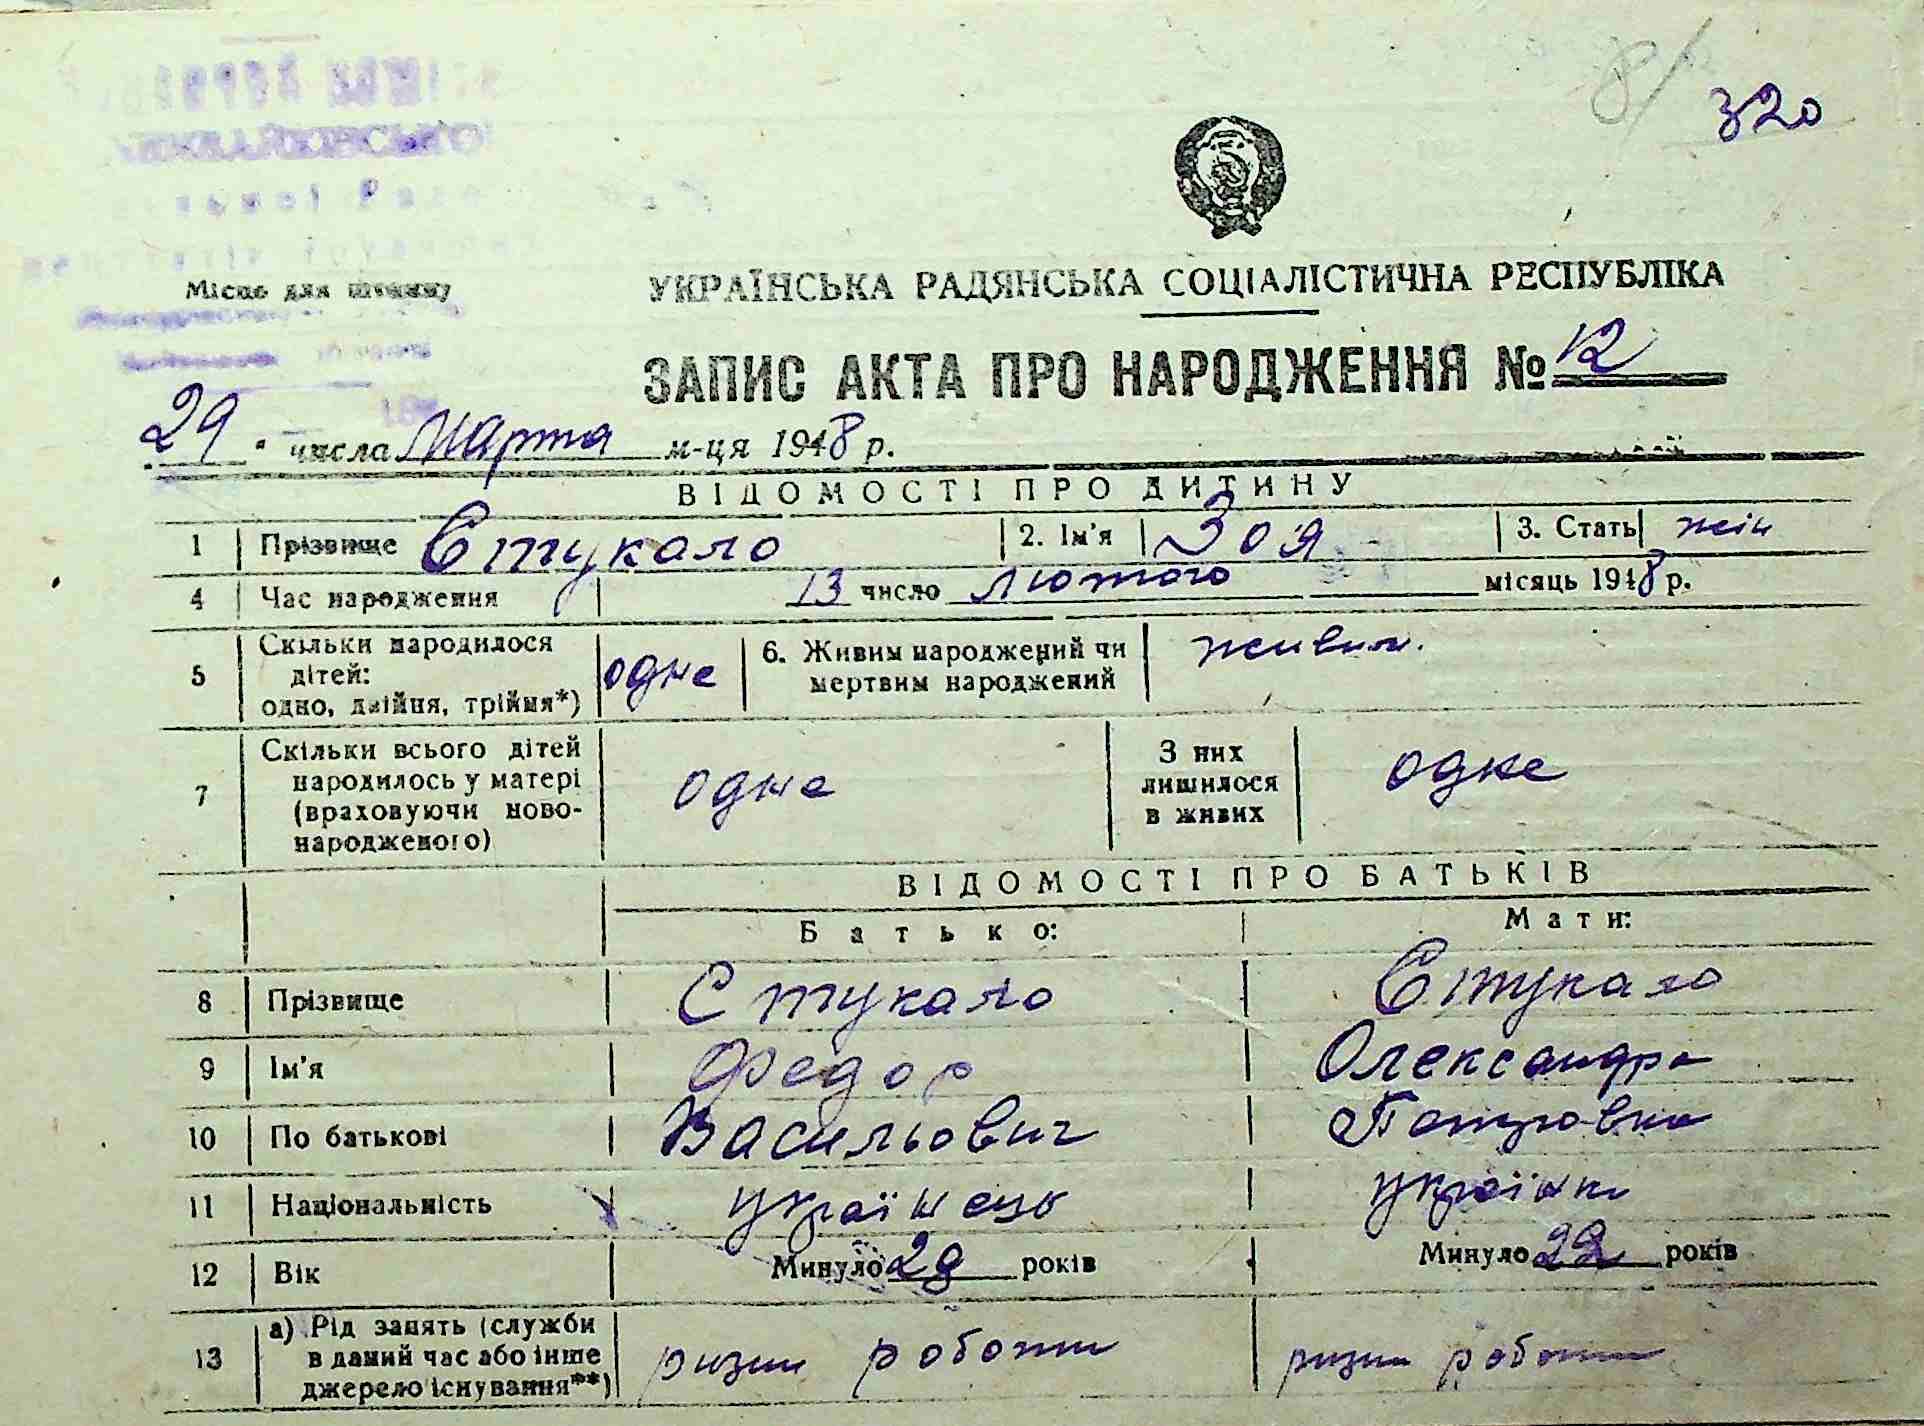 320
УКРАЇНСЬКА РАДЯНСЬКА СОЦІАЛІСТИЧНА РЕСПУБЛІКА
Місце для штампу
ЗАПИС АКТА ПРО НАРОДЖЕННЯ № 12
29 числа Марта м-ця 1948 р.
ВІДОМОСТІ ПРО ДИТИНУ
1 Прізвище Стукало 2. Ім'я Зоя 3. Стать жін
4 Час народження 13 число лютого місяць 1948 р.
5 Скільки народилося дітей: одно, двійня, трійня*) одне 6. Живим народжений чи мертвим народжений живим.
7 Скільки всього дітей народилось у матері (враховуючи новонародженого) одне З них лишилося в живих одне
ВІДОМОСТІ ПРО БАТЬКІВ
Батько: Мати:
8 Прізвище Стукало Стукало
9 Ім'я Федор Олександра
10 По батькові Васильович Петровна
11 Національність українець українка
12 Вік Минуло 28 років Минуло 22 років
13 а) Рід занять (служби в даний час або інше джерело існування**) ризни роботи ризни роботи